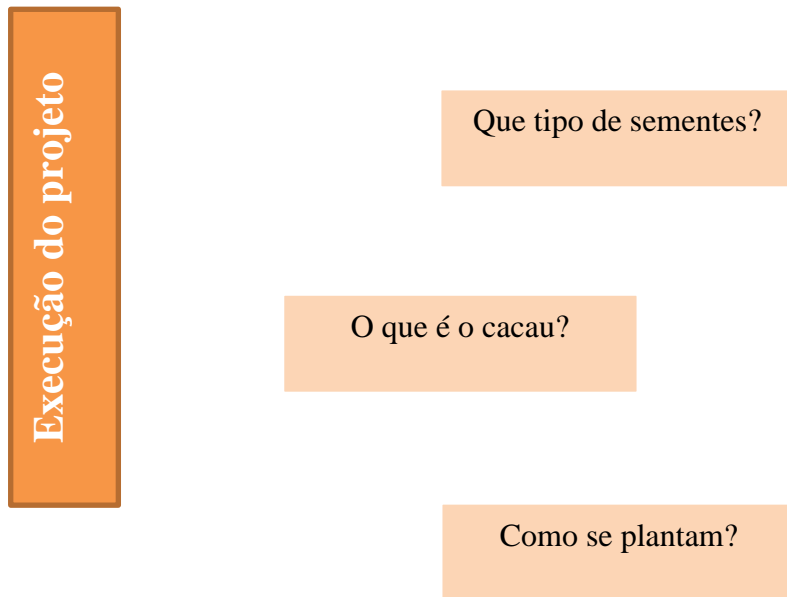 Execução do projeto
Que tipo de sementes?
O que é o cacau?
Como se plantam?